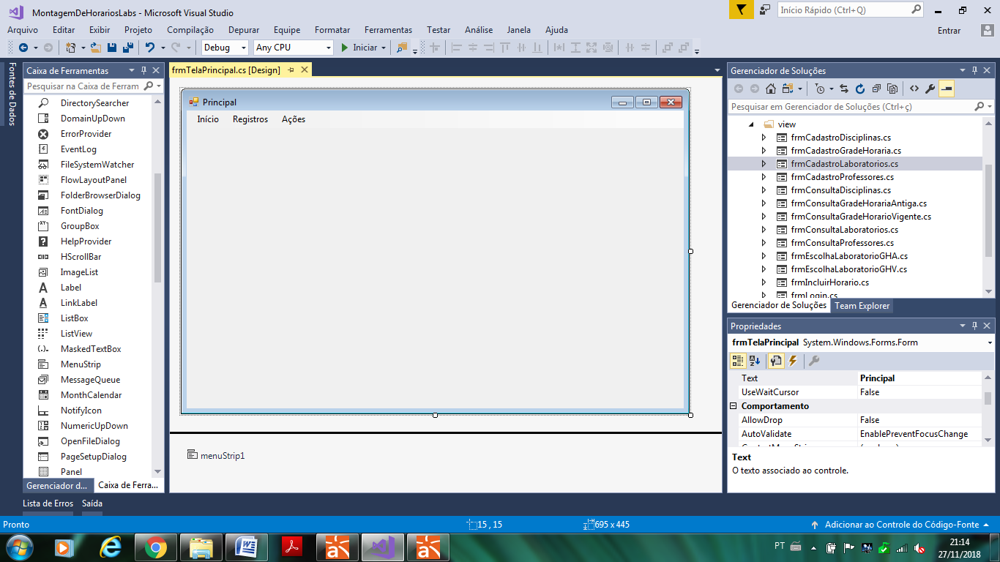 MontagemDeHorariosLabs - Microsoft Visual Studio
Início Rápido (Ctrl+Q)
Arquivo Editar Exibir Projeto Compilação Depurar Equipe Formatar Ferramentas Testar Análise Janela Ajuda
Entrar
Debug Any CPU Iniciar
Fontes de Dados
Caixa de Ferramentas
Pesquisar na Caixa de Ferram
DirectorySearcher
DomainUpDown
ErrorProvider
EventLog
FileSystemWatcher
FlowLayoutPanel
FolderBrowserDialog
FontDialog
GroupBox
HelpProvider
HScrollBar
ImageList
Label
LinkLabel
ListBox
ListView
MaskedTextBox
MenuStrip
MessageQueue
MonthCalendar
NotifyIcon
NumericUpDown
OpenFileDialog
PageSetupDialog
Panel
Gerenciador d... Caixa de Ferra...
frmTelaPrincipal.cs [Design]
Principal
Início Registros Ações
menuStrip1
Gerenciador de Soluções
Pesquisar em Gerenciador de Soluções (Ctrl+ç)
view
frmCadastroDisciplinas.cs
frmCadastroGradeHoraria.cs
frmCadastroLaboratorios.cs
frmCadastroProfessores.cs
frmConsultaDisciplinas.cs
frmConsultaGradeHorariaAntiga.cs
frmConsultaGradeHorarioVigente.cs
frmConsultaLaboratorios.cs
frmConsultaProfessores.cs
frmEscolhaLaboratorioGHA.cs
frmEscolhaLaboratorioGHV.cs
frmIncluirHorario.cs
frmLogin.cs
Gerenciador de Soluções Team Explorer
Propriedades
frmTelaPrincipal System.Windows.Forms.Form
Text Principal
UseWaitCursor False
Comportamento
AllowDrop False
AutoValidate EnablePreventFocusChange
Text
O texto associado ao controle.
Lista de Erros Saída
Pronto
15 , 15
695 x 445
Adicionar ao Controle do Código-Fonte
PT
21:14
27/11/2018